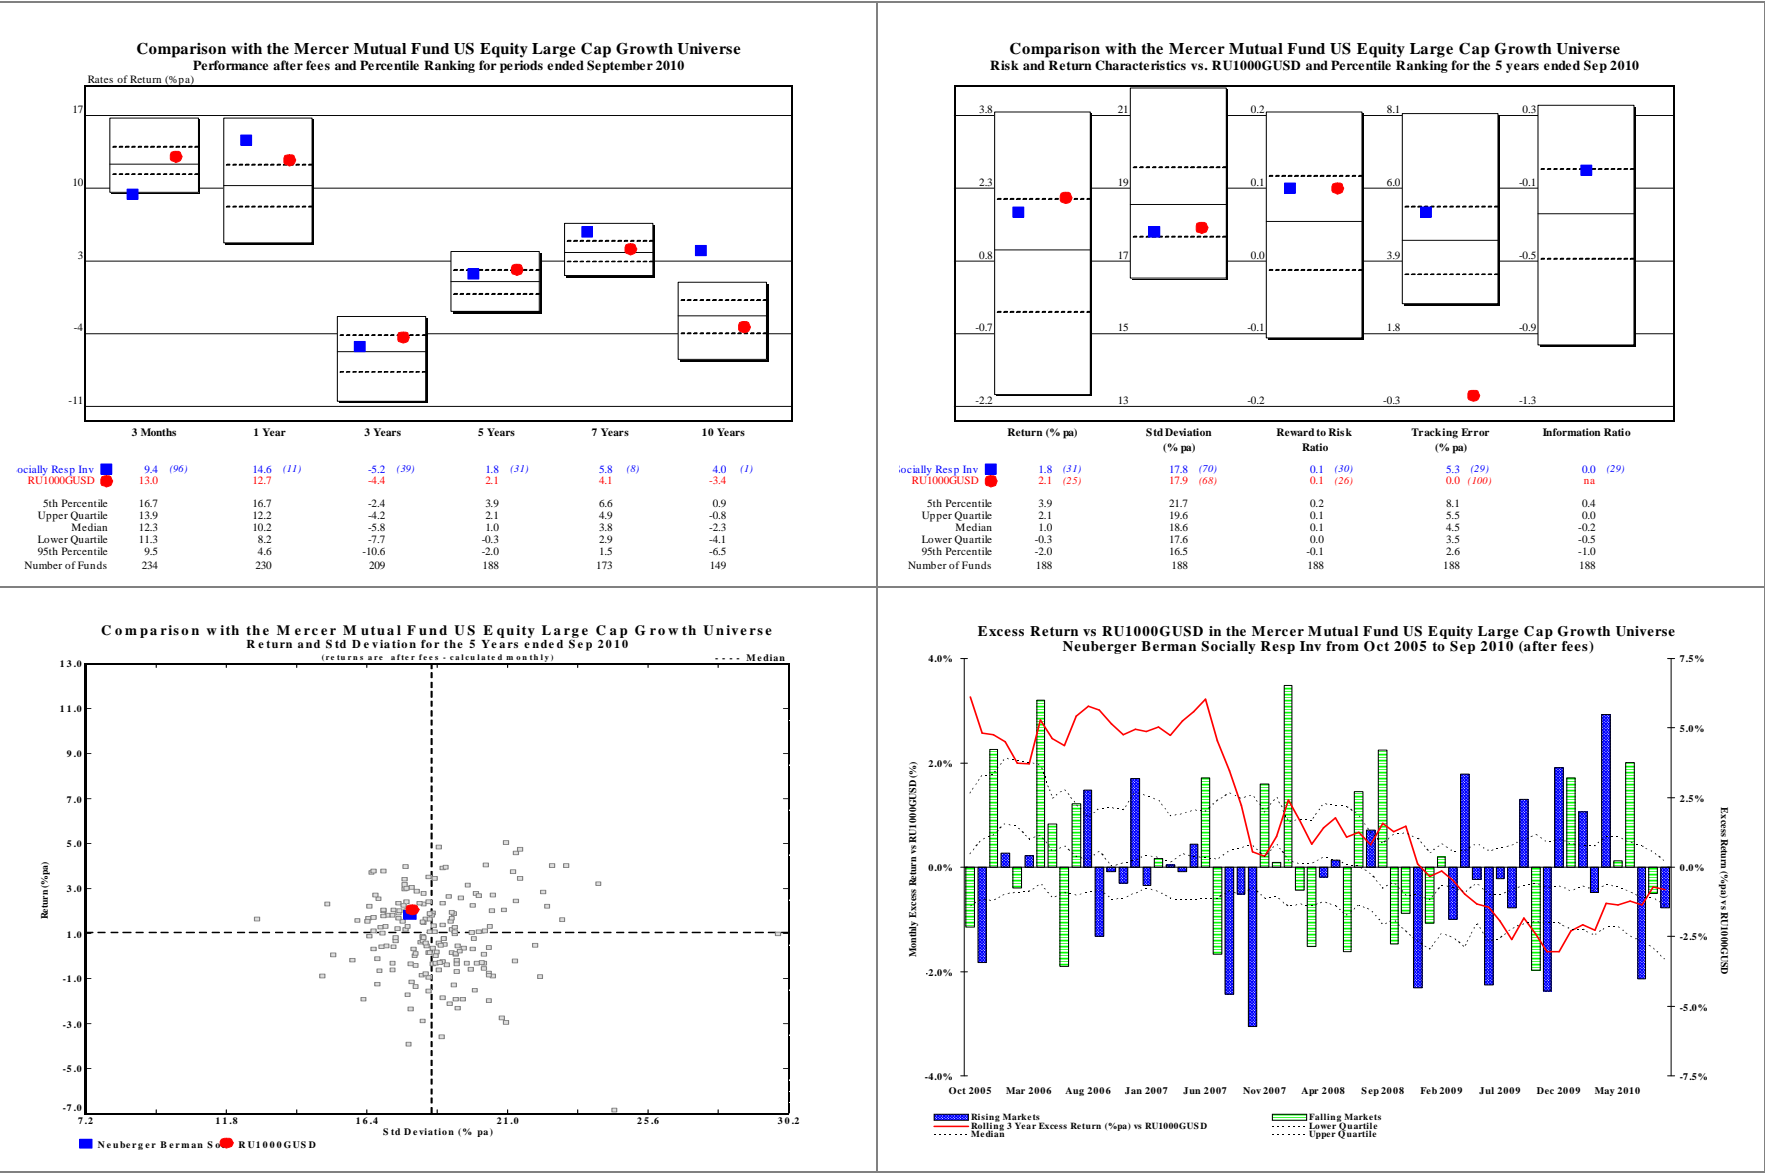 Comparison with the Mercer Mutual Fund US Equity Large Cap Growth Universe
Performance after fees and Percentile Ranking for periods ended September 2010
Rates of Return (%pa)
17
10
3
-4
-11
3 Months 1 Year 3 Years 5 Years 7 Years 10 Years
ocially Resp Inv 9.4 (96) 14.6 (11) -5.2 (39) 1.8 (31) 5.8 (8) 4.0 (1)
RU1000GUSD 13.0 12.7 -4.4 2.1 4.1 -3.4
5th Percentile 16.7 16.7 -2.4 3.9 6.6 0.9
Upper Quartile 13.9 12.2 -4.2 2.1 4.9 -0.8
Median 12.3 10.2 -5.8 1.0 3.8 -2.3
Lower Quartile 11.3 8.2 -7.7 -0.3 2.9 -4.1
95th Percentile 9.5 4.6 -10.6 -2.0 1.5 -6.5
Number of Funds 234 230 209 188 173 149
Comparison with the Mercer Mutual Fund US Equity Large Cap Growth Universe
Risk and Return Characteristics vs. RU1000GUSD and Percentile Ranking for the 5 years ended Sep 2010
3.8 21 0.2 8.1 0.3
2.3 19 0.1 6.0 -0.1
0.8 17 0.0 3.9 -0.5
-0.7 15 -0.1 1.8 -0.9
-2.2 13 -0.2 -0.3 -1.3
Return (% pa) Std Deviation Reward to Risk Tracking Error Information Ratio
(% pa) Ratio (% pa)
ocially Resp Inv 1.8 (31) 17.8 (70) 0.1 (30) 5.3 (29) 0.0 (29)
RU1000GUSD 2.1 (25) 17.9 (68) 0.1 (26) 0.0 (100) na
5th Percentile 3.9 21.7 0.2 8.1 0.4
Upper Quartile 2.1 19.6 0.1 5.5 0.0
Median 1.0 18.6 0.1 4.5 -0.2
Lower Quartile -0.3 17.6 0.0 3.5 -0.5
95th Percentile -2.0 16.5 -0.1 2.6 -1.0
Number of Funds 188 188 188 188 188
Comparison with the Mercer Mutual Fund US Equity Large Cap Growth Universe
Return and Std Deviation for the 5 Years ended Sep 2010
(returns are after fees - calculated monthly)
---- Median
13.0
11.0
9.0
7.0
5.0
3.0
1.0
-1.0
-3.0
-5.0
-7.0
Return (%pa)
7.2 11.8 16.4 21.0 25.6 30.2
Std Deviation (% pa)
Neuberger Berman So RU1000GUSD
Excess Return vs RU1000GUSD in the Mercer Mutual Fund US Equity Large Cap Growth Universe
Neuberger Berman Socially Resp Inv from Oct 2005 to Sep 2010 (after fees)
4.0%
2.0%
0.0%
-2.0%
-4.0%
Monthly Excess Return vs RU1000GUSD (%)
7.5%
5.0%
2.5%
0.0%
-2.5%
-5.0%
-7.5%
Excess Return (%pa) vs RU1000GUSD
Oct 2005 Mar 2006 Aug 2006 Jan 2007 Jun 2007 Nov 2007 Apr 2008 Sep 2008 Feb 2009 Jul 2009 Dec 2009 May 2010
Rising Markets Falling Markets
Rolling 3 Year Excess Return (%pa) vs RU1000GUSD Lower Quartile
Median Upper Quartile